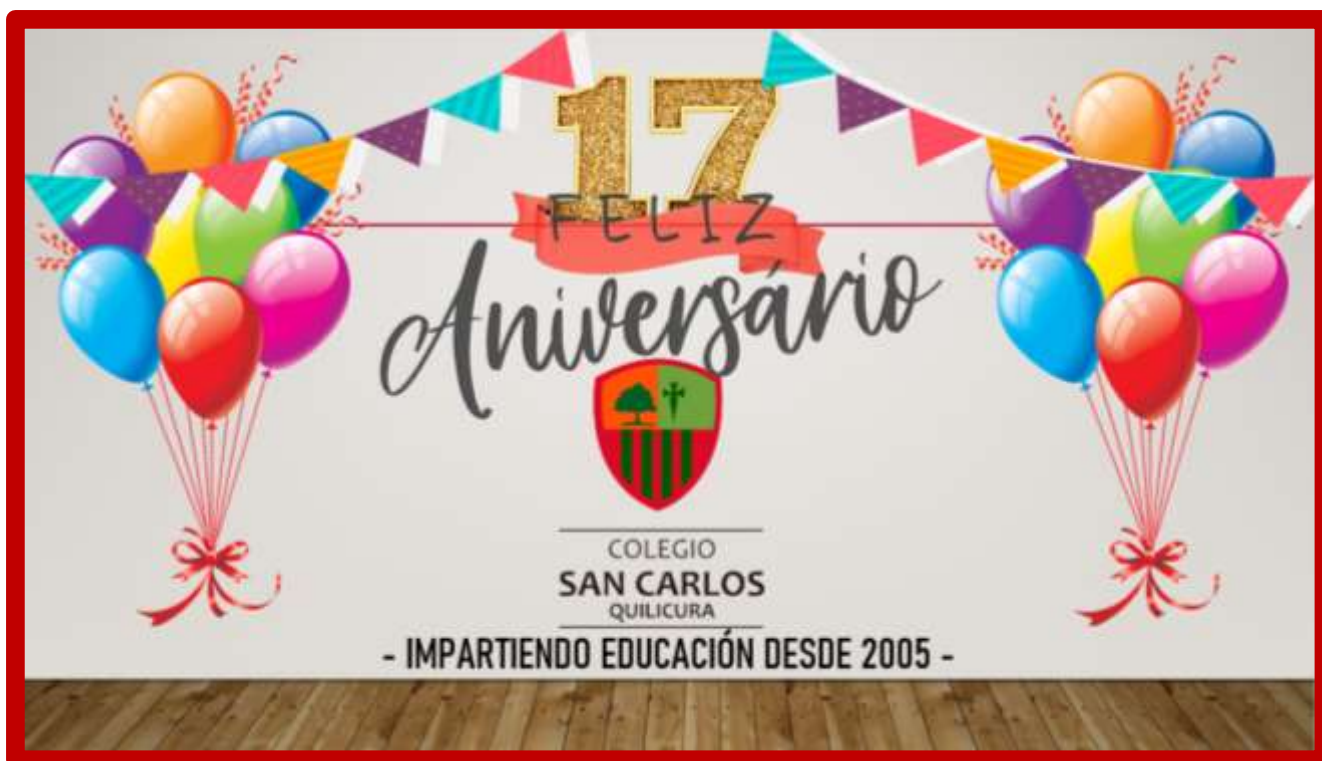 17
FELIZ
Aniversário
COLEGIO
SAN CARLOS
QUILICURA
- IMPARTIENDO EDUCACIÓN DESDE 2005 -